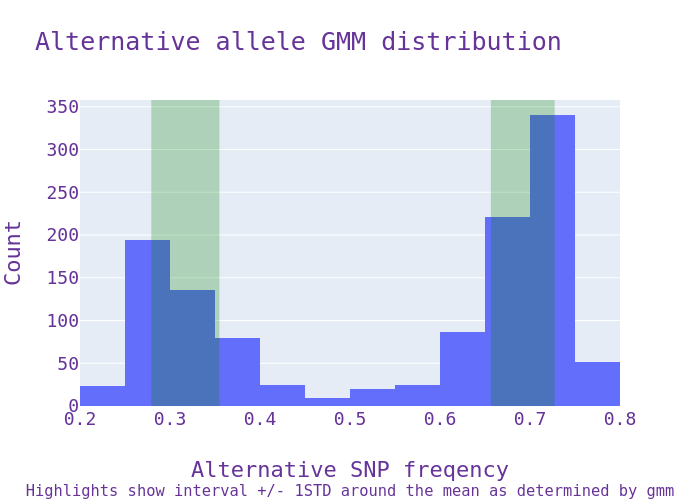 Alternative allele GMM distribution
350
300
250
200
150
100
50
0
Count
0.2 0.3 0.4 0.5 0.6 0.7 0.8
Alternative SNP freqency
Highlights show interval +/- 1STD around the mean as determined by gmm